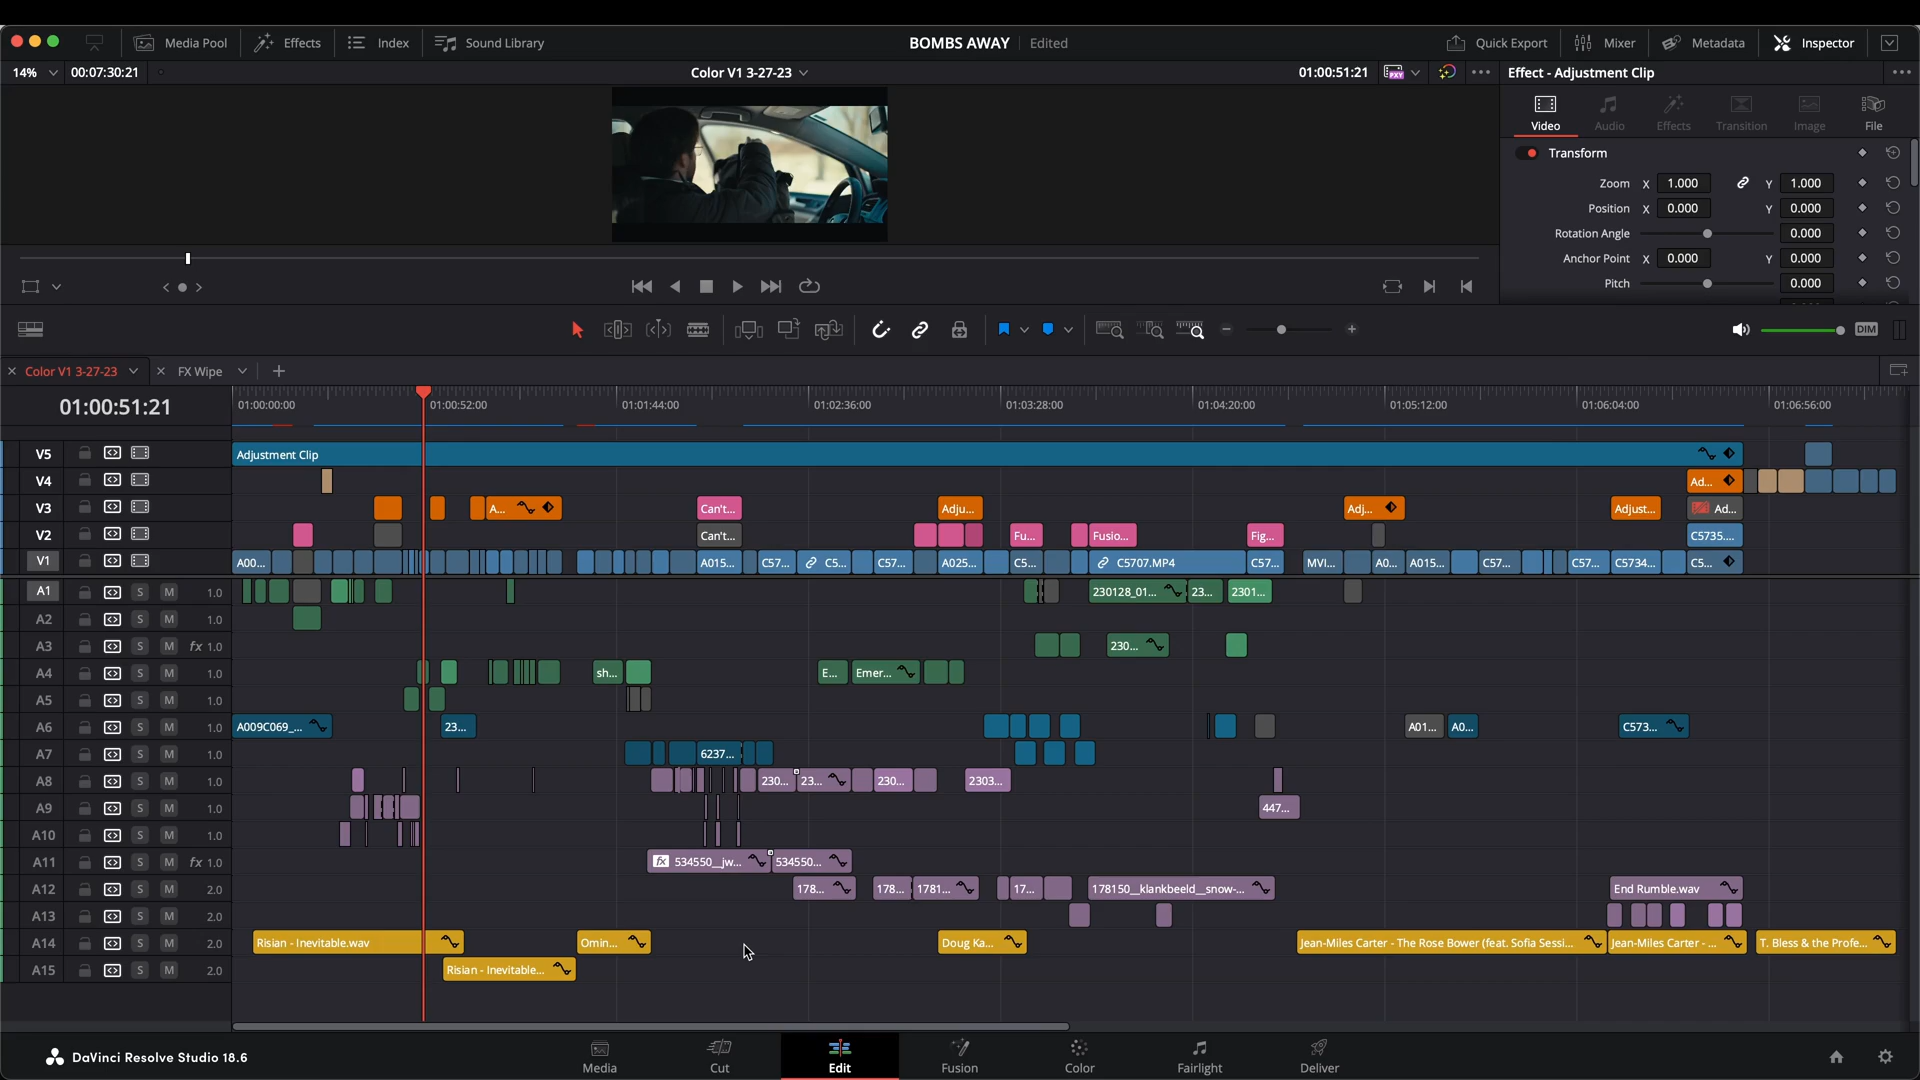 Media Pool Effects Index Sound Library BOMBS AWAY Edited Quick Export Mixer Metadata Inspector
14% 00:07:30:21 Color V1 3-27-23 01:00:51:21 PXY Effect - Adjustment Clip
Video Audio Effects Transition Image File
Transform
Zoom X 1.000 Y 1.000
Position X 0.000 Y 0.000
Rotation Angle 0.000
Anchor Point X 0.000 Y 0.000
Pitch 0.000
DIM
Color V1 3-27-23 FX Wipe
01:00:51:21 01:00:00:00 01:00:52:00 01:01:44:00 01:02:36:00 01:03:28:00 01:04:20:00 01:05:12:00 01:06:04:00 01:06:56:00
V5 Adjustment Clip
V4 Ad...
V3 A... Can't... Adju... Adj... Adjust... Ad...
V2 Can't... Fu... Fusio... Fig... C5735....
V1 A00... A015... C57... C5... C57... A025... C5... C5707.MP4 C57... MVI... A0... A015... C57... C57... C5734... C5...
A1 S M 1.0 230128_01... 23... 2301...
A2 S M 1.0
A3 S M fx 1.0 230...
A4 S M 1.0 sh... E... Emer...
A5 S M 1.0
A6 S M 1.0 A009C069_... 23... A01... A0... C573...
A7 S M 1.0 6237...
A8 S M 1.0 230... 23... 230... 2303...
A9 S M 1.0 447...
A10 S M 1.0
A11 S M fx 1.0 fx 534550__jw... 534550...
A12 S M 2.0 178... 178... 1781... 17... 178150__klankbeeld__snow-... End Rumble.wav
A13 S M 2.0
A14 S M 2.0 Risian - Inevitable.wav Omin... Doug Ka... Jean-Miles Carter - The Rose Bower (feat. Sofia Sessi... Jean-Miles Carter - ... T. Bless & the Profe...
A15 S M 2.0 Risian - Inevitable...
DaVinci Resolve Studio 18.6 Media Cut Edit Fusion Color Fairlight Deliver